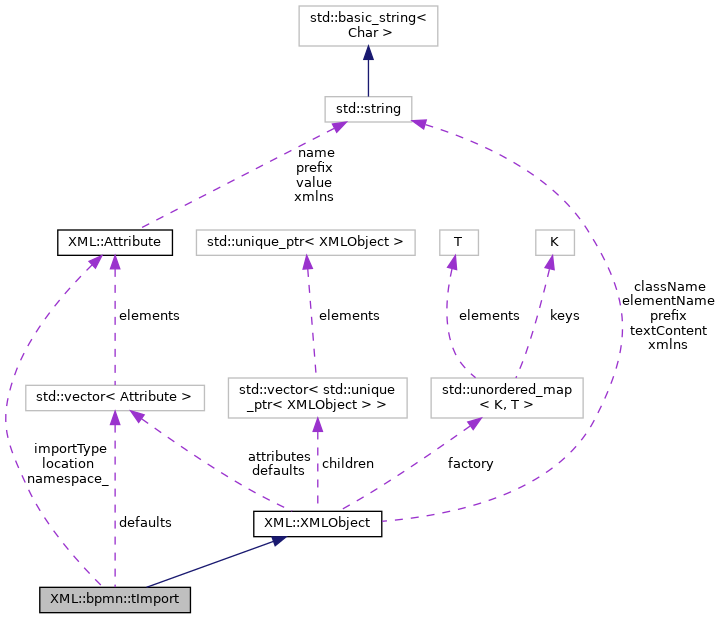 std::basic_string<
Char >
std::string
name
prefix
value
xmlns
XML::Attribute
std::unique_ptr< XMLObject >
T
K
className
elementName
prefix
textContent
xmlns
elements
elements
elements
keys
std::vector< Attribute >
std::vector< std::unique
_ptr< XMLObject > >
std::unordered_map
< K, T >
importType
location
namespace_
attributes
defaults
children
factory
defaults
XML::XMLObject
XML::bpmn::tImport